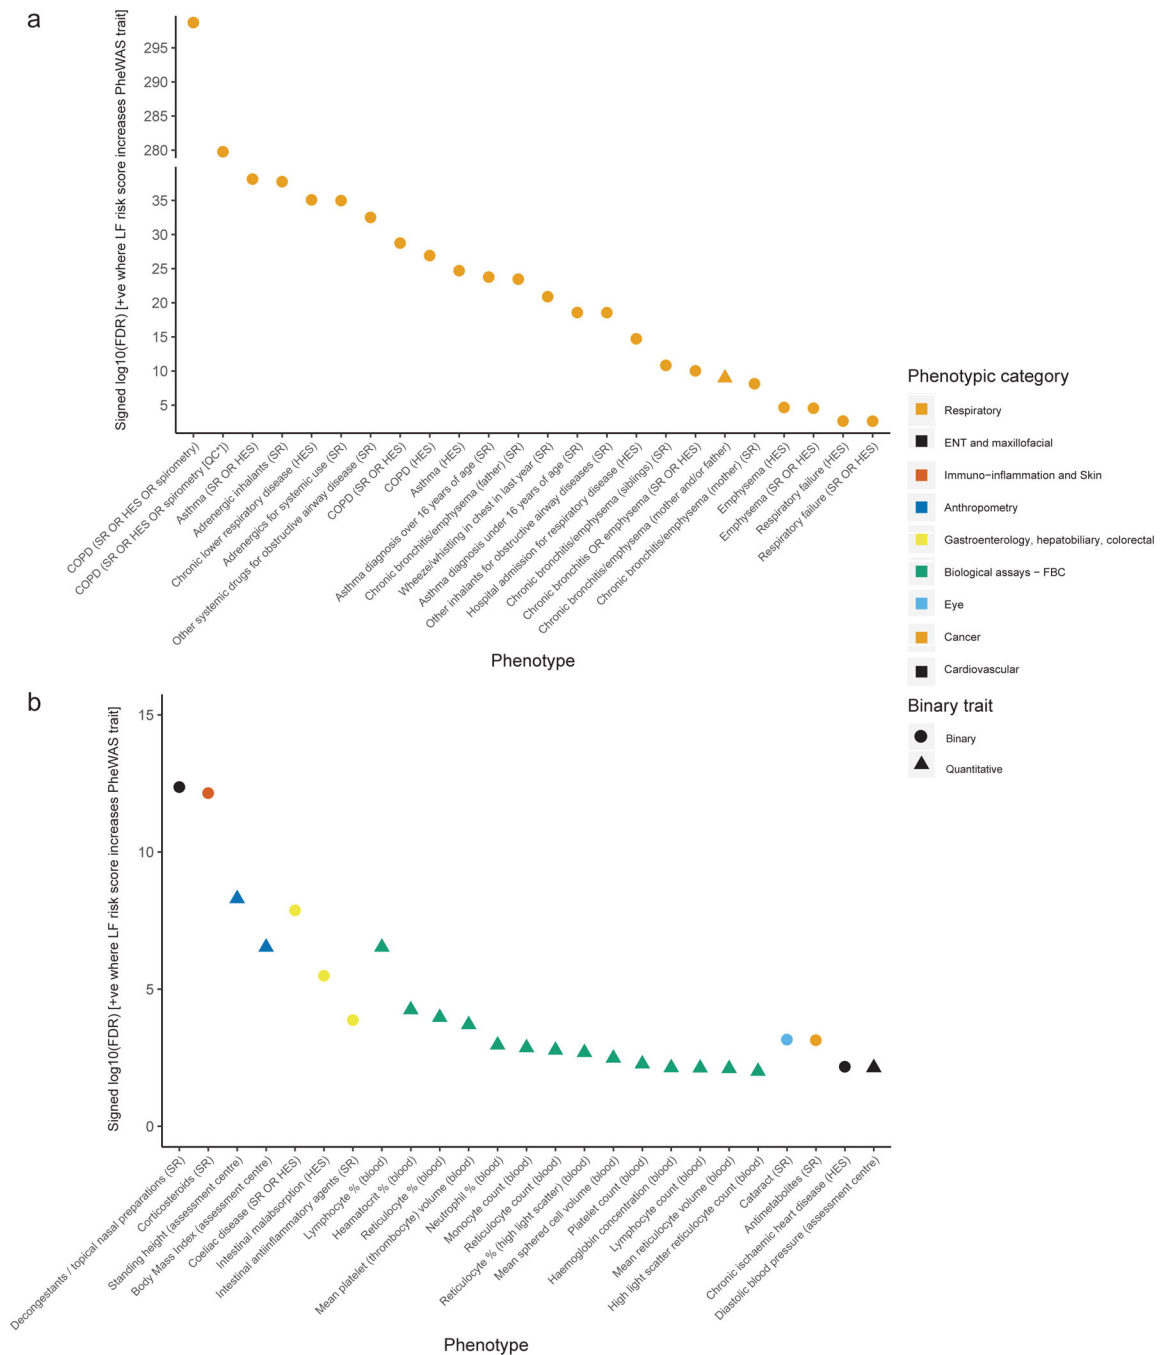 a
Signed log10(FDR) [+ve where LF risk score increases PheWAS trait]
295
290
285
280
35
30
25
20
15
10
5
COPD (SR OR HES OR spirometry)
COPD (SR OR HES OR spirometry [QC*])
Asthma (SR OR HES)
Adrenergic inhalants (SR)
Chronic lower respiratory disease (HES)
Adrenergics for systemic use (SR)
Other systemic drugs for obstructive airway disease (SR)
COPD (SR OR HES)
COPD (HES)
Asthma (HES)
Asthma diagnosis over 16 years of age (SR)
Chronic bronchitis/emphysema (father) (SR)
Wheeze/whistling in chest in last year (SR)
Asthma diagnosis under 16 years of age (SR)
Other inhalants for obstructive airway diseases (SR)
Hospital admission for respiratory disease (HES)
Chronic bronchitis/emphysema (siblings) (SR)
Chronic bronchitis OR emphysema (SR OR HES)
Chronic bronchitis/emphysema (mother and/or father)
Chronic bronchitis/emphysema (mother) (SR)
Emphysema (HES)
Emphysema (SR OR HES)
Respiratory failure (HES)
Respiratory failure (SR OR HES)
Phenotype
Phenotypic category
Respiratory
ENT and maxillofacial
Immuno-inflammation and Skin
Anthropometry
Gastroenterology, hepatobiliary, colorectal
Biological assays − FBC
Eye
Cancer
Cardiovascular
Binary trait
Binary
Quantitative
b
Signed log10(FDR) [+ve where LF risk score increases PheWAS trait]
15
10
5
0
Decongestants / topical nasal preparations (SR)
Corticosteroids (SR)
Standing height (assessment centre)
Body Mass Index (assessment centre)
Coeliac disease (SR OR HES)
Intestinal malabsorption (HES)
Intestinal antiinflammatory agents (SR)
Lymphocyte % (blood)
Heamatocrit % (blood)
Reticulocyte % (blood)
Mean platelet (thrombocyte) volume (blood)
Neutrophil % (blood)
Monocyte count (blood)
Reticulocyte count (blood)
Reticulocyte % (high light scatter) (blood)
Mean sphered cell volume (blood)
Platelet count (blood)
Haemoglobin concentration (blood)
Lymphocyte count (blood)
Mean reticulocyte volume (blood)
High light scatter reticulocyte count (blood)
Cataract (SR)
Antimetabolites (SR)
Chronic ischaemic heart disease (HES)
Diastolic blood pressure (assessment centre)
Phenotype